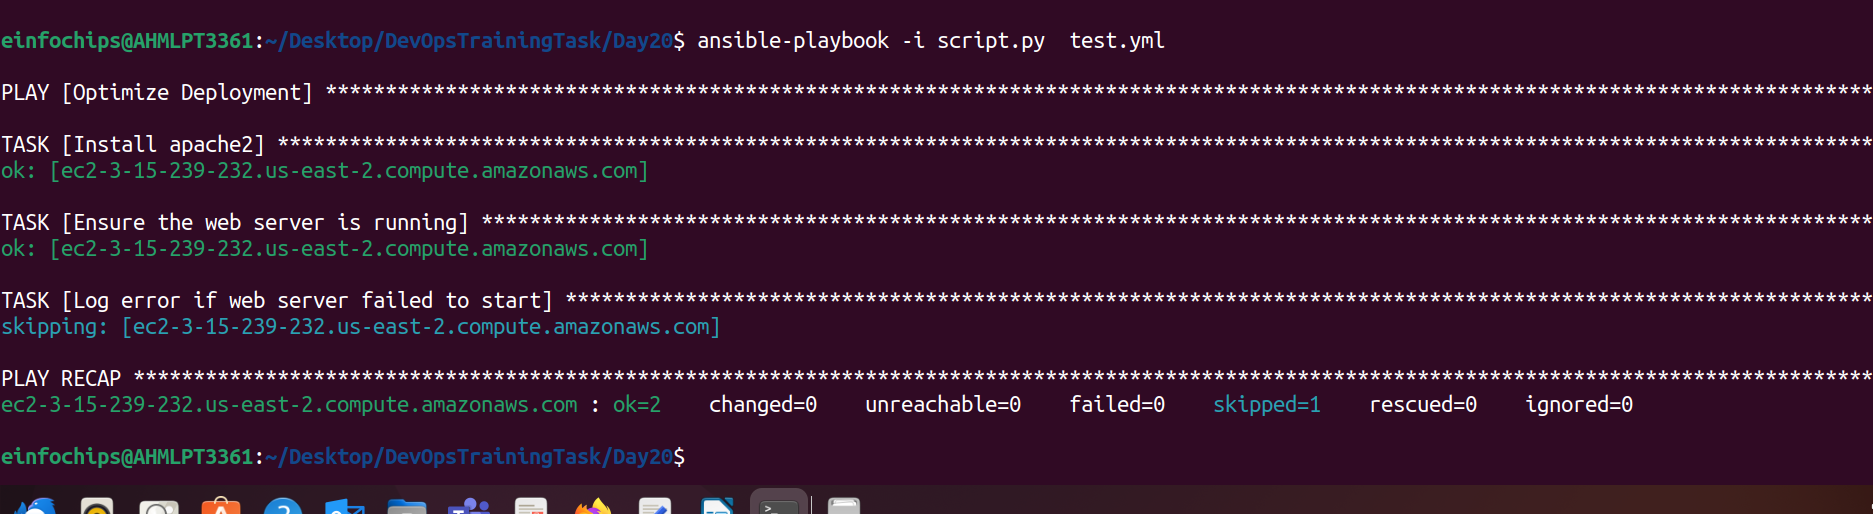 einfochips@AHMLPT3361:~/Desktop/DevOpsTrainingTask/Day20$ ansible-playbook -i script.py  test.yml
PLAY [Optimize Deployment] *********************************************************************************************************************************
TASK [Install apache2] *************************************************************************************************************************************
ok: [ec2-3-15-239-232.us-east-2.compute.amazonaws.com]
TASK [Ensure the web server is running] ********************************************************************************************************************
ok: [ec2-3-15-239-232.us-east-2.compute.amazonaws.com]
TASK [Log error if web server failed to start] *************************************************************************************************************
skipping: [ec2-3-15-239-232.us-east-2.compute.amazonaws.com]
PLAY RECAP *************************************************************************************************************************************************
ec2-3-15-239-232.us-east-2.compute.amazonaws.com : ok=2    changed=0    unreachable=0    failed=0    skipped=1    rescued=0    ignored=0
einfochips@AHMLPT3361:~/Desktop/DevOpsTrainingTask/Day20$